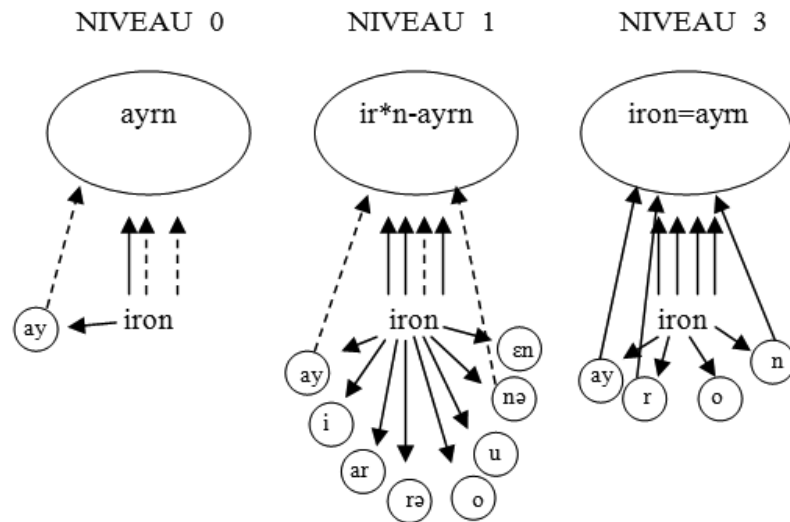 NIVEAU 0
NIVEAU 1
NIVEAU 3
ayrn
ir*n-ayrn
iron=ayrn
iron
ay
iron
ay
i
ar
rə
o
u
nə
ɛn
iron
ay
r
o
n